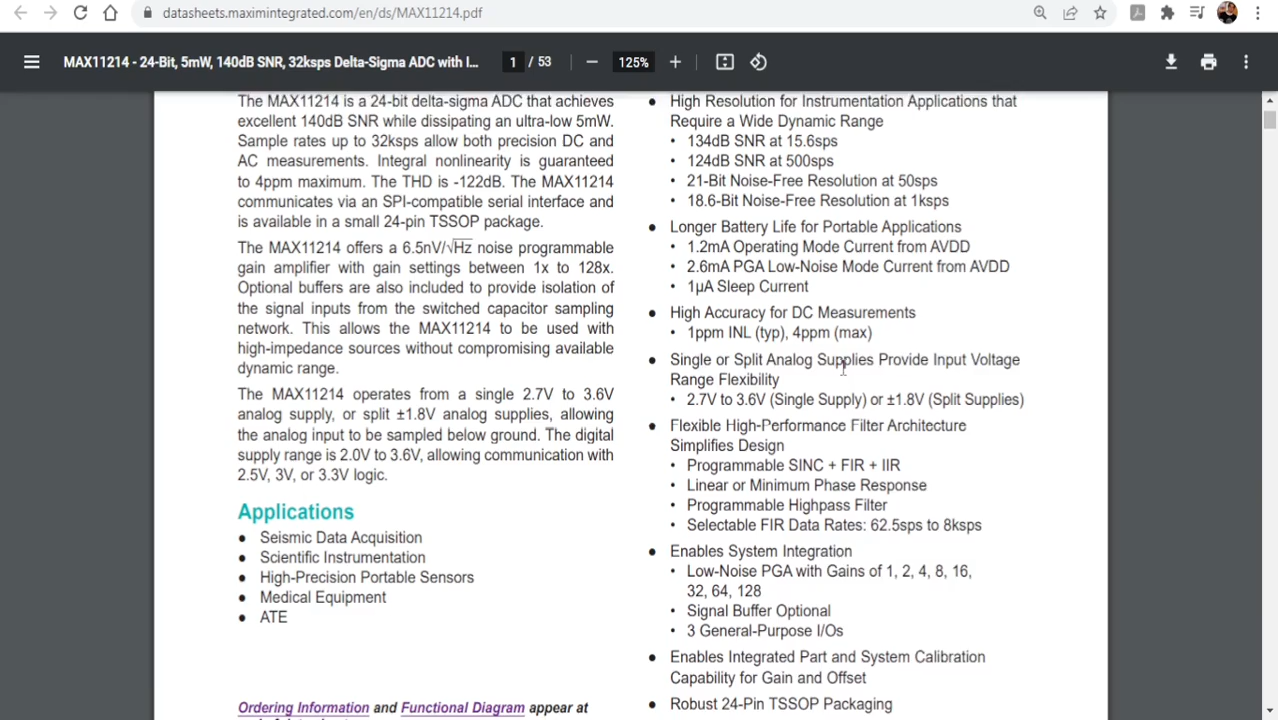 datasheets.maximintegrated.com/en/ds/MAX11214.pdf
MAX11214 - 24-Bit, 5mW, 140dB SNR, 32ksps Delta-Sigma ADC with I...
1 / 53
125%
The MAX11214 is a 24-bit delta-sigma ADC that achieves
excellent 140dB SNR while dissipating an ultra-low 5mW.
Sample rates up to 32ksps allow both precision DC and
AC measurements. Integral nonlinearity is guaranteed
to 4ppm maximum. The THD is -122dB. The MAX11214
communicates via an SPI-compatible serial interface and
is available in a small 24-pin TSSOP package.
The MAX11214 offers a 6.5nV/√Hz noise programmable
gain amplifier with gain settings between 1x to 128x.
Optional buffers are also included to provide isolation of
the signal inputs from the switched capacitor sampling
network. This allows the MAX11214 to be used with
high-impedance sources without compromising available
dynamic range.
The MAX11214 operates from a single 2.7V to 3.6V
analog supply, or split ±1.8V analog supplies, allowing
the analog input to be sampled below ground. The digital
supply range is 2.0V to 3.6V, allowing communication with
2.5V, 3V, or 3.3V logic.
Applications
● Seismic Data Acquisition
● Scientific Instrumentation
● High-Precision Portable Sensors
● Medical Equipment
● ATE
Ordering Information and Functional Diagram appear at
● High Resolution for Instrumentation Applications that
Require a Wide Dynamic Range
• 134dB SNR at 15.6sps
• 124dB SNR at 500sps
• 21-Bit Noise-Free Resolution at 50sps
• 18.6-Bit Noise-Free Resolution at 1ksps
● Longer Battery Life for Portable Applications
• 1.2mA Operating Mode Current from AVDD
• 2.6mA PGA Low-Noise Mode Current from AVDD
• 1µA Sleep Current
● High Accuracy for DC Measurements
• 1ppm INL (typ), 4ppm (max)
● Single or Split Analog Supplies Provide Input Voltage
Range Flexibility
• 2.7V to 3.6V (Single Supply) or ±1.8V (Split Supplies)
● Flexible High-Performance Filter Architecture
Simplifies Design
• Programmable SINC + FIR + IIR
• Linear or Minimum Phase Response
• Programmable Highpass Filter
• Selectable FIR Data Rates: 62.5sps to 8ksps
● Enables System Integration
• Low-Noise PGA with Gains of 1, 2, 4, 8, 16,
32, 64, 128
• Signal Buffer Optional
• 3 General-Purpose I/Os
● Enables Integrated Part and System Calibration
Capability for Gain and Offset
● Robust 24-Pin TSSOP Packaging